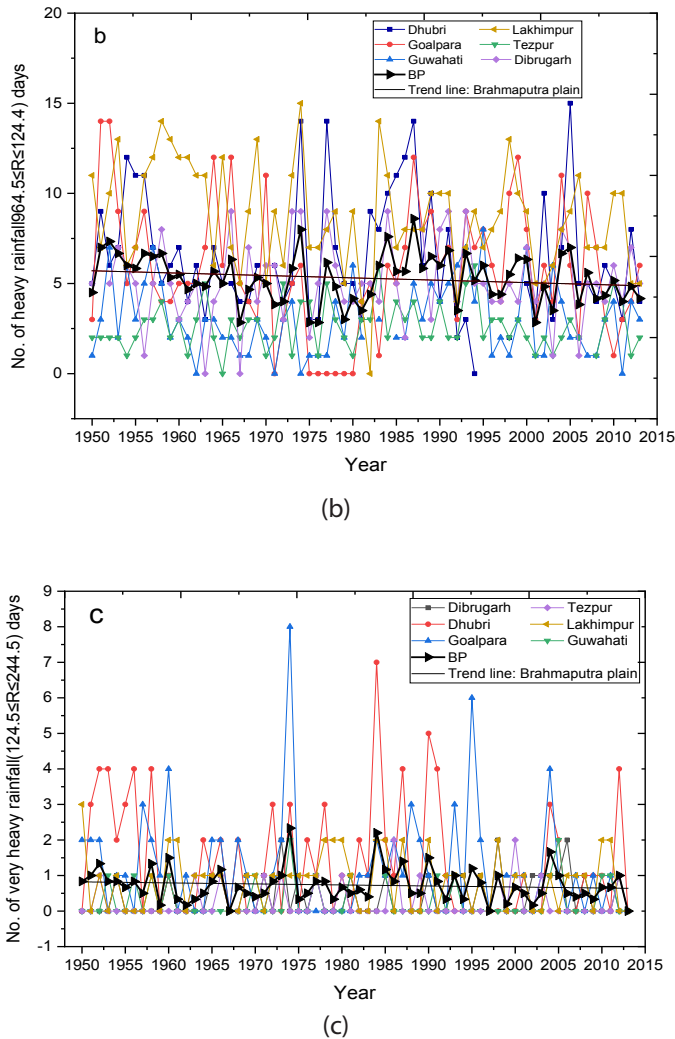 b
Dhubri
Lakhimpur
Goalpara
Tezpur
Guwahati
Dibrugarh
BP
Trend line: Brahmaputra plain
No. of heavy rainfall964.5≤R≤124.4) days
20
15
10
5
0
1950 1955 1960 1965 1970 1975 1980 1985 1990 1995 2000 2005 2010 2015
Year
(b)
c
Dibrugarh
Tezpur
Dhubri
Lakhimpur
Goalpara
Guwahati
BP
Trend line: Brahmaputra plain
No. of very heavy rainfall(124.5≤R≤244.5) days
9
8
7
6
5
4
3
2
1
0
-1
1950 1955 1960 1965 1970 1975 1980 1985 1990 1995 2000 2005 2010 2015
Year
(c)